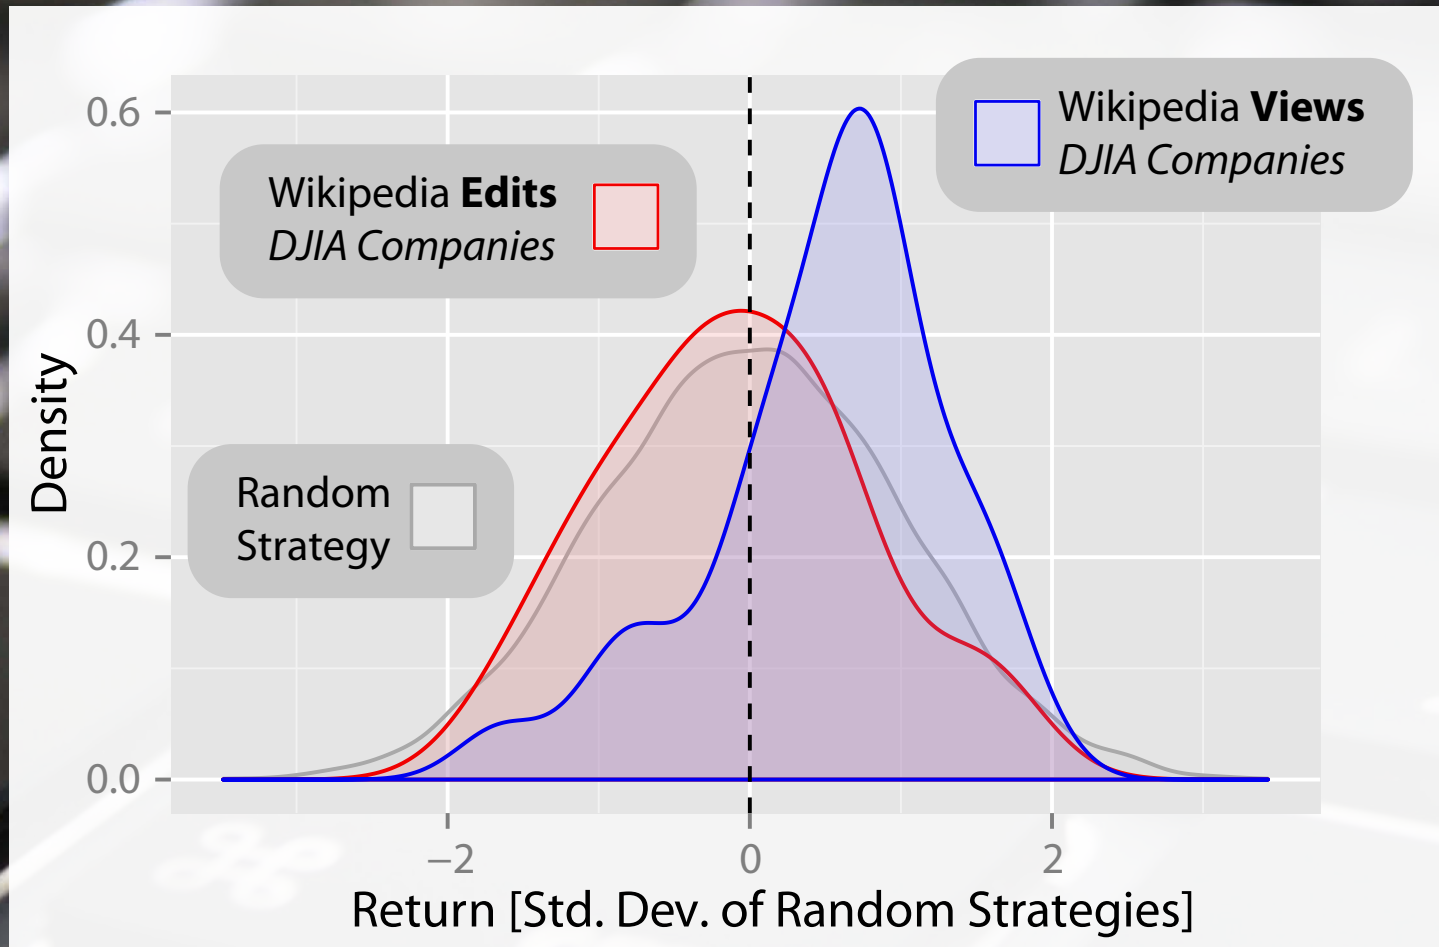 Wikipedia Views
DJIA Companies
Wikipedia Edits
DJIA Companies
Random
Strategy
Density
0.6
0.4
0.2
0.0
−2
0
2
Return [Std. Dev. of Random Strategies]